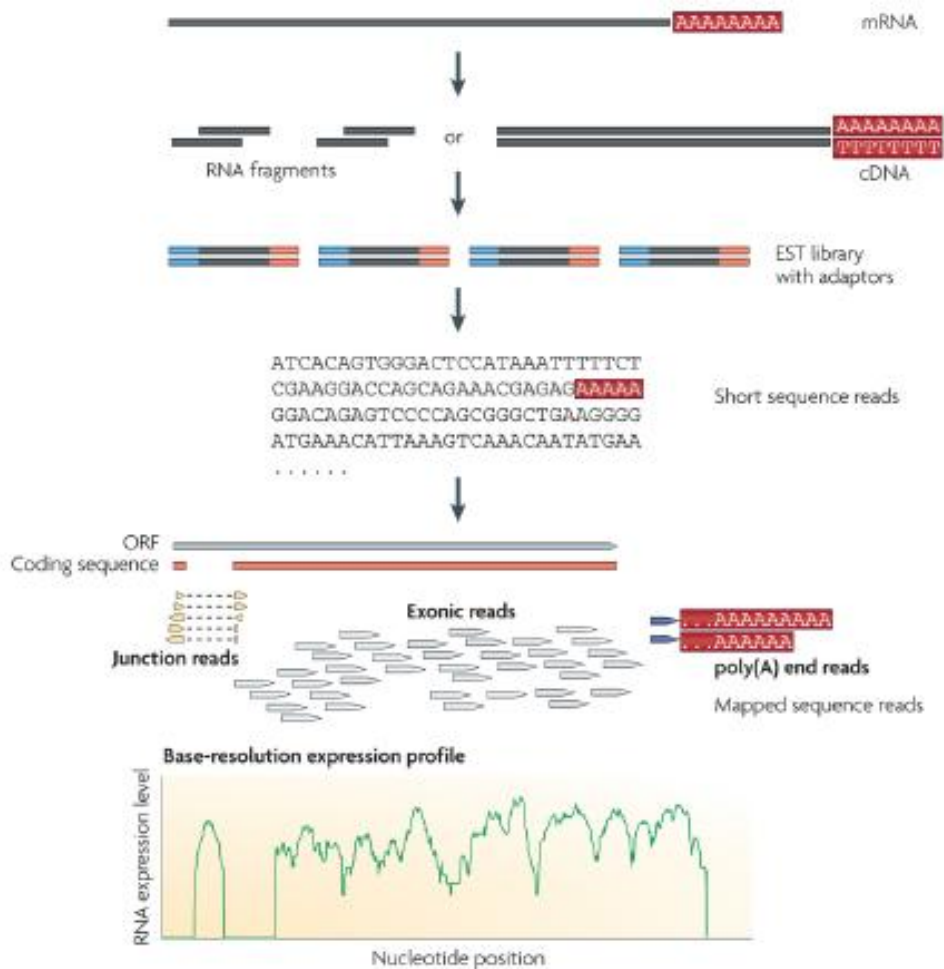 AAAAAAAA mRNA
RNA fragments
or
AAAAAAAA
TTTTTTTT
cDNA
EST library
with adaptors
ATCACAGTGGGACTCCATAAATTTTTCT
CGAAGGACCAGCAGAAACGAGAGAAAAA
GGACAGAGTCCCCAGCGGGCTGAAGGGG
ATGAAACATTAAAGTCAAACAATATGAA
. . . . . .
Short sequence reads
ORF
Coding sequence
Junction reads
Exonic reads
...AAAAAAAAA
...AAAAAA
poly(A) end reads
Mapped sequence reads
Base-resolution expression profile
RNA expression level
Nucleotide position